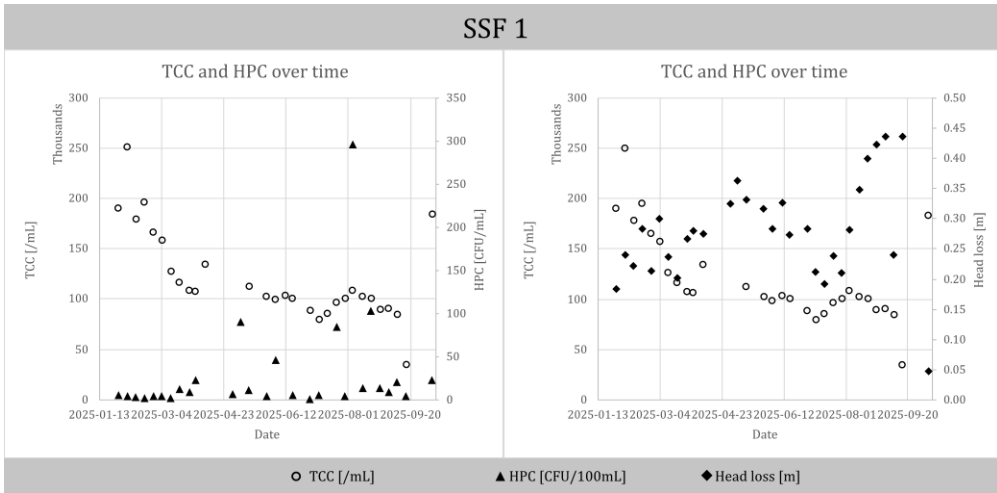 SSF 1
TCC and HPC over time
300
250
200
150
100
50
0
Thousands
TCC [/mL]
350
300
250
200
150
100
50
0
HPC [CFU/mL]
2025-01-13 2025-03-04 2025-04-23 2025-06-12 2025-08-01 2025-09-20
Date
TCC and HPC over time
300
250
200
150
100
50
0
Thousands
TCC [/mL]
0.50
0.45
0.40
0.35
0.30
0.25
0.20
0.15
0.10
0.05
0.00
Head loss [m]
2025-01-13 2025-03-04 2025-04-23 2025-06-12 2025-08-01 2025-09-20
Date
TCC [/mL] HPC [CFU/100mL] Head loss [m]